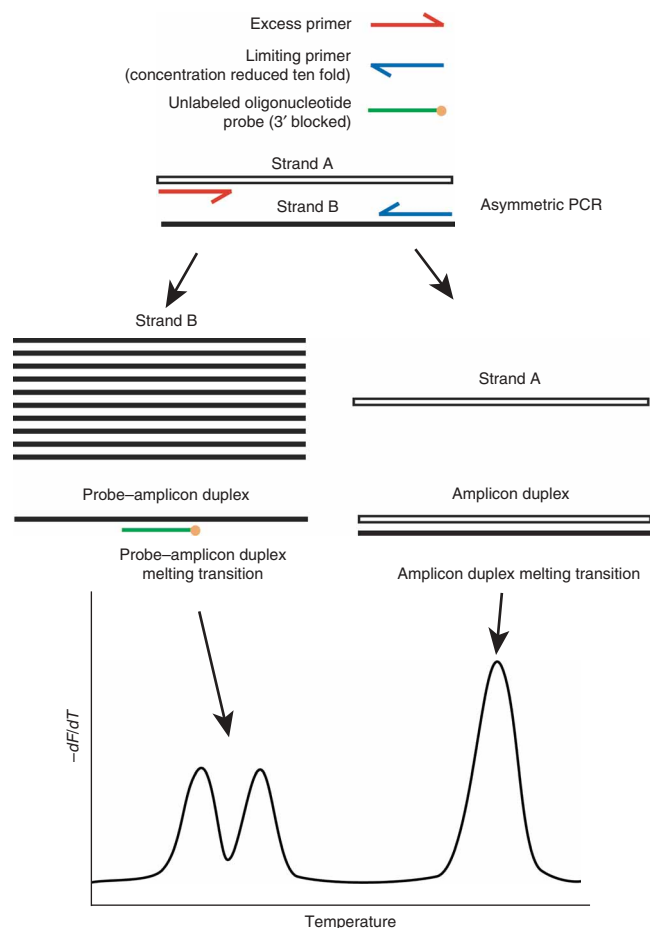 Excess primer
Limiting primer
(concentration reduced ten fold)
Unlabeled oligonucleotide
probe (3′ blocked)
Strand A
Strand B
Asymmetric PCR
Strand B
Strand A
Probe–amplicon duplex
Amplicon duplex
Probe–amplicon duplex
melting transition
Amplicon duplex melting transition
–dF/dT
Temperature